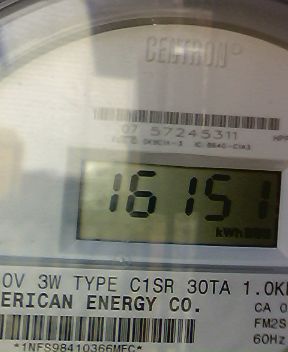 CENTRON®
07 57245311
16151
kWh
0V 3W TYPE C1SR 30TA 1.0K
ERICAN ENERGY CO.
CA 0
FM2S
60Hz
*1NFS98410366MFC*